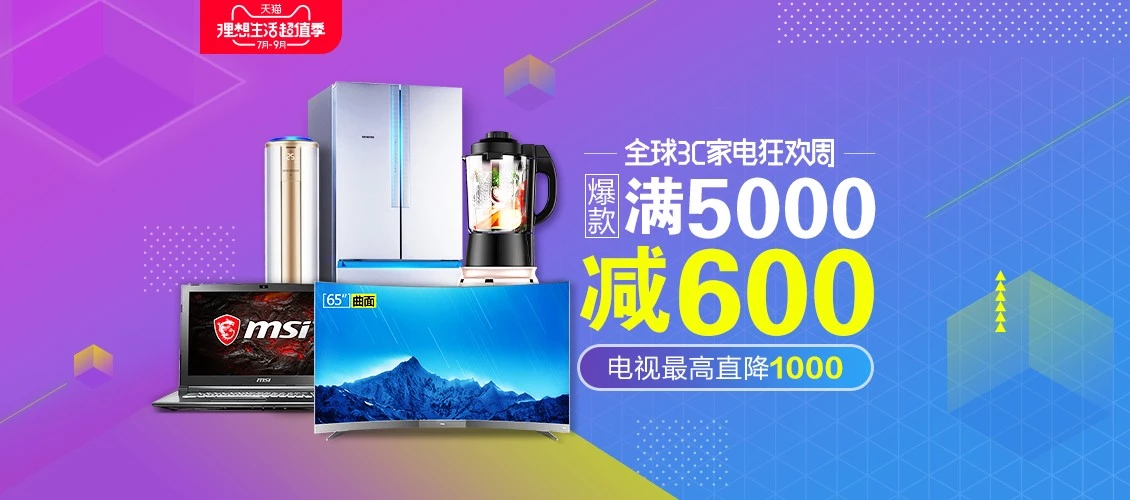 天猫
理想生活超值季
7月-9月
全球3C家电狂欢周
爆款
满5000
减600
电视最高直降1000
65" 曲面
msi
msi
25